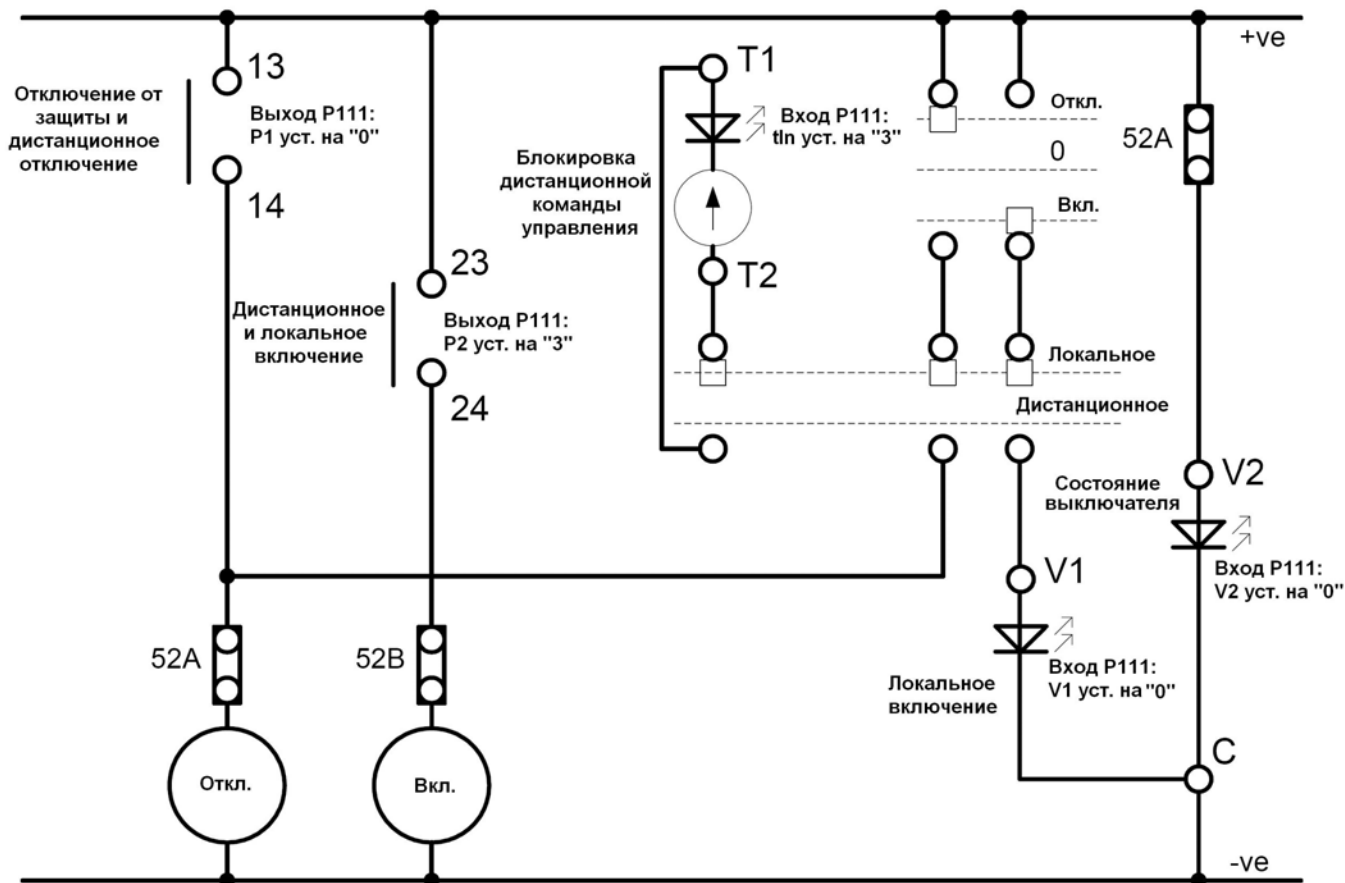 +ve
13
Отключение от
защиты и
дистанционное
отключение
Выход P111:
P1 уст. на "0"
14
23
Дистанционное
и локальное
включение
Выход P111:
P2 уст. на "3"
24
T1
Вход P111:
tIn уст. на "3"
Блокировка
дистанционной
команды
управления
T2
Откл.
0
Вкл.
52A
Локальное
Дистанционное
Состояние
выключателя
V2
Вход P111:
V2 уст. на "0"
V1
Вход P111:
V1 уст. на "0"
Локальное
включение
C
52A
52B
Откл.
Вкл.
-ve